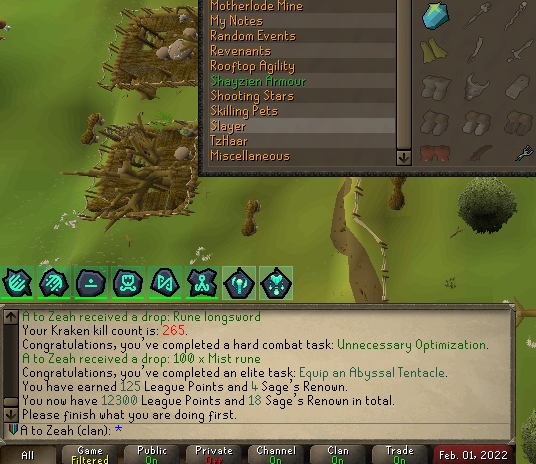 Motherlode Mine
My Notes
Random Events
Revenants
Rooftop Agility
Shayzien Armour
Shooting Stars
Skilling Pets
Slayer
TzHaar
Miscellaneous
A to Zeah received a drop: Rune longsword
Your Kraken kill count is: 265.
Congratulations, you've completed a hard combat task: Unnecessary Optimization.
A to Zeah received a drop: 100 x Mist rune
Congratulations, you've completed an elite task: Equip an Abyssal Tentacle.
You have earned 125 League Points and 4 Sage's Renown.
You now have 12300 League Points and 18 Sage's Renown in total.
Please finish what you are doing first.
A to Zeah (clan): *
All Game Filtered Public On Private Off Channel On Clan On Trade On Feb. 01, 2022